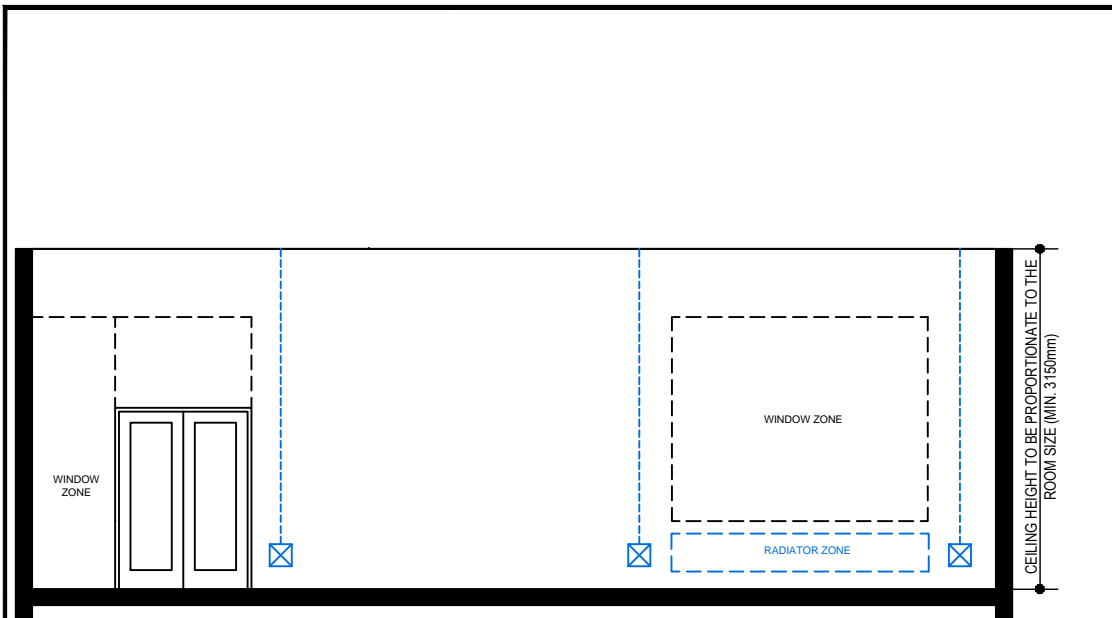 WINDOW
ZONE
WINDOW ZONE
RADIATOR ZONE
CEILING HEIGHT TO BE PROPORTIONATE TO THE
ROOM SIZE (MIN. 3150mm)